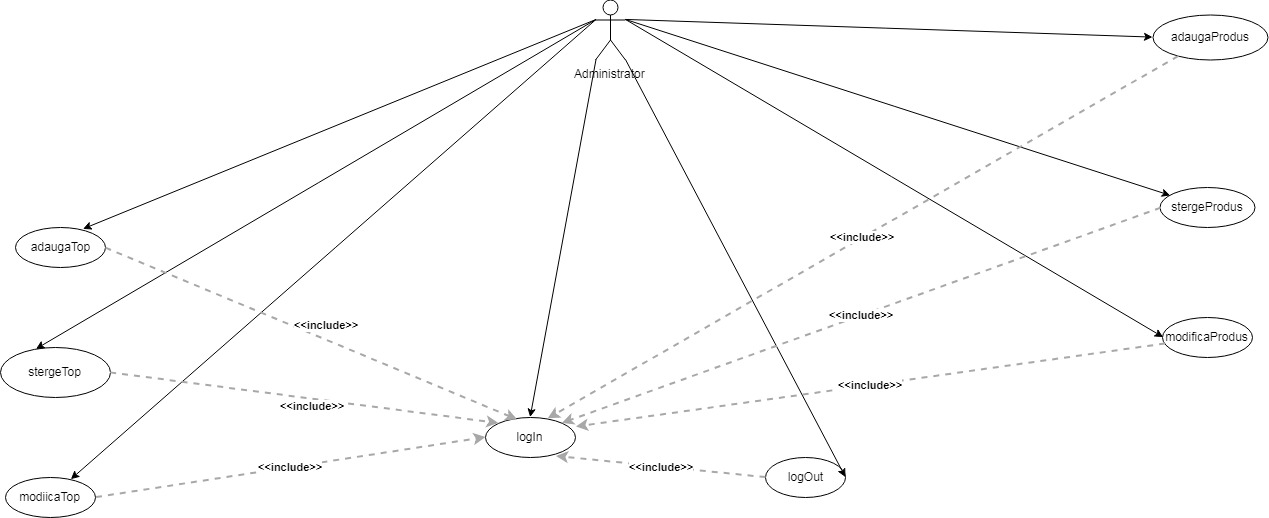 adaugaProdus
Administrator
stergeProdus
<<include>>
adaugaTop
<<include>>
<<include>>
modificaProdus
stergeTop
<<include>>
<<include>>
logIn
<<include>>
<<include>>
logOut
modiicaTop